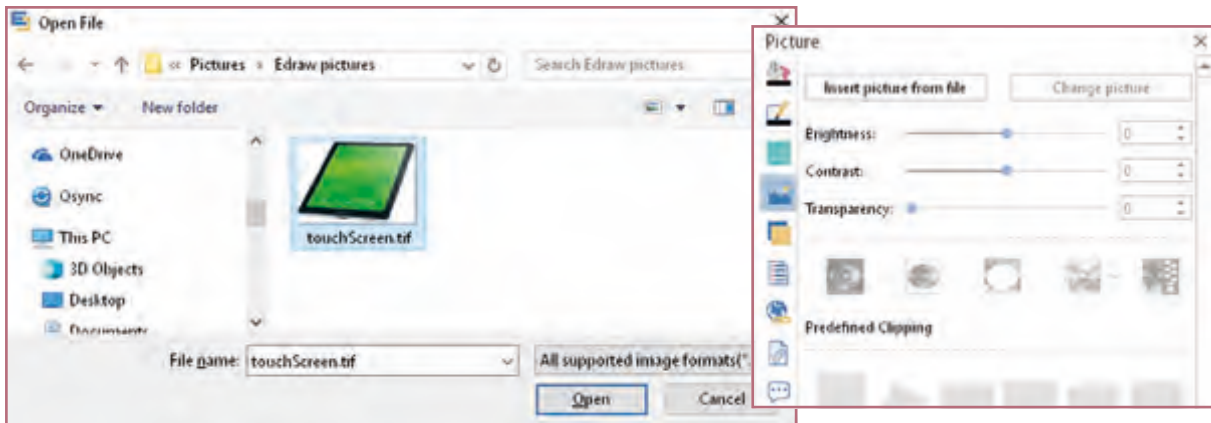 Open File
« Pictures » Edraw pictures
Search Edraw pictures
Organize
New folder
OneDrive
Qsync
This PC
3D Objects
Desktop
Documents
touchScreen.tif
File name: touchScreen.tif
All supported image formats(*.
Open
Cancel
Picture
Insert picture from file
Change picture
Brightness: 0
Contrast: 0
Transparency: 0
Predefined Clipping